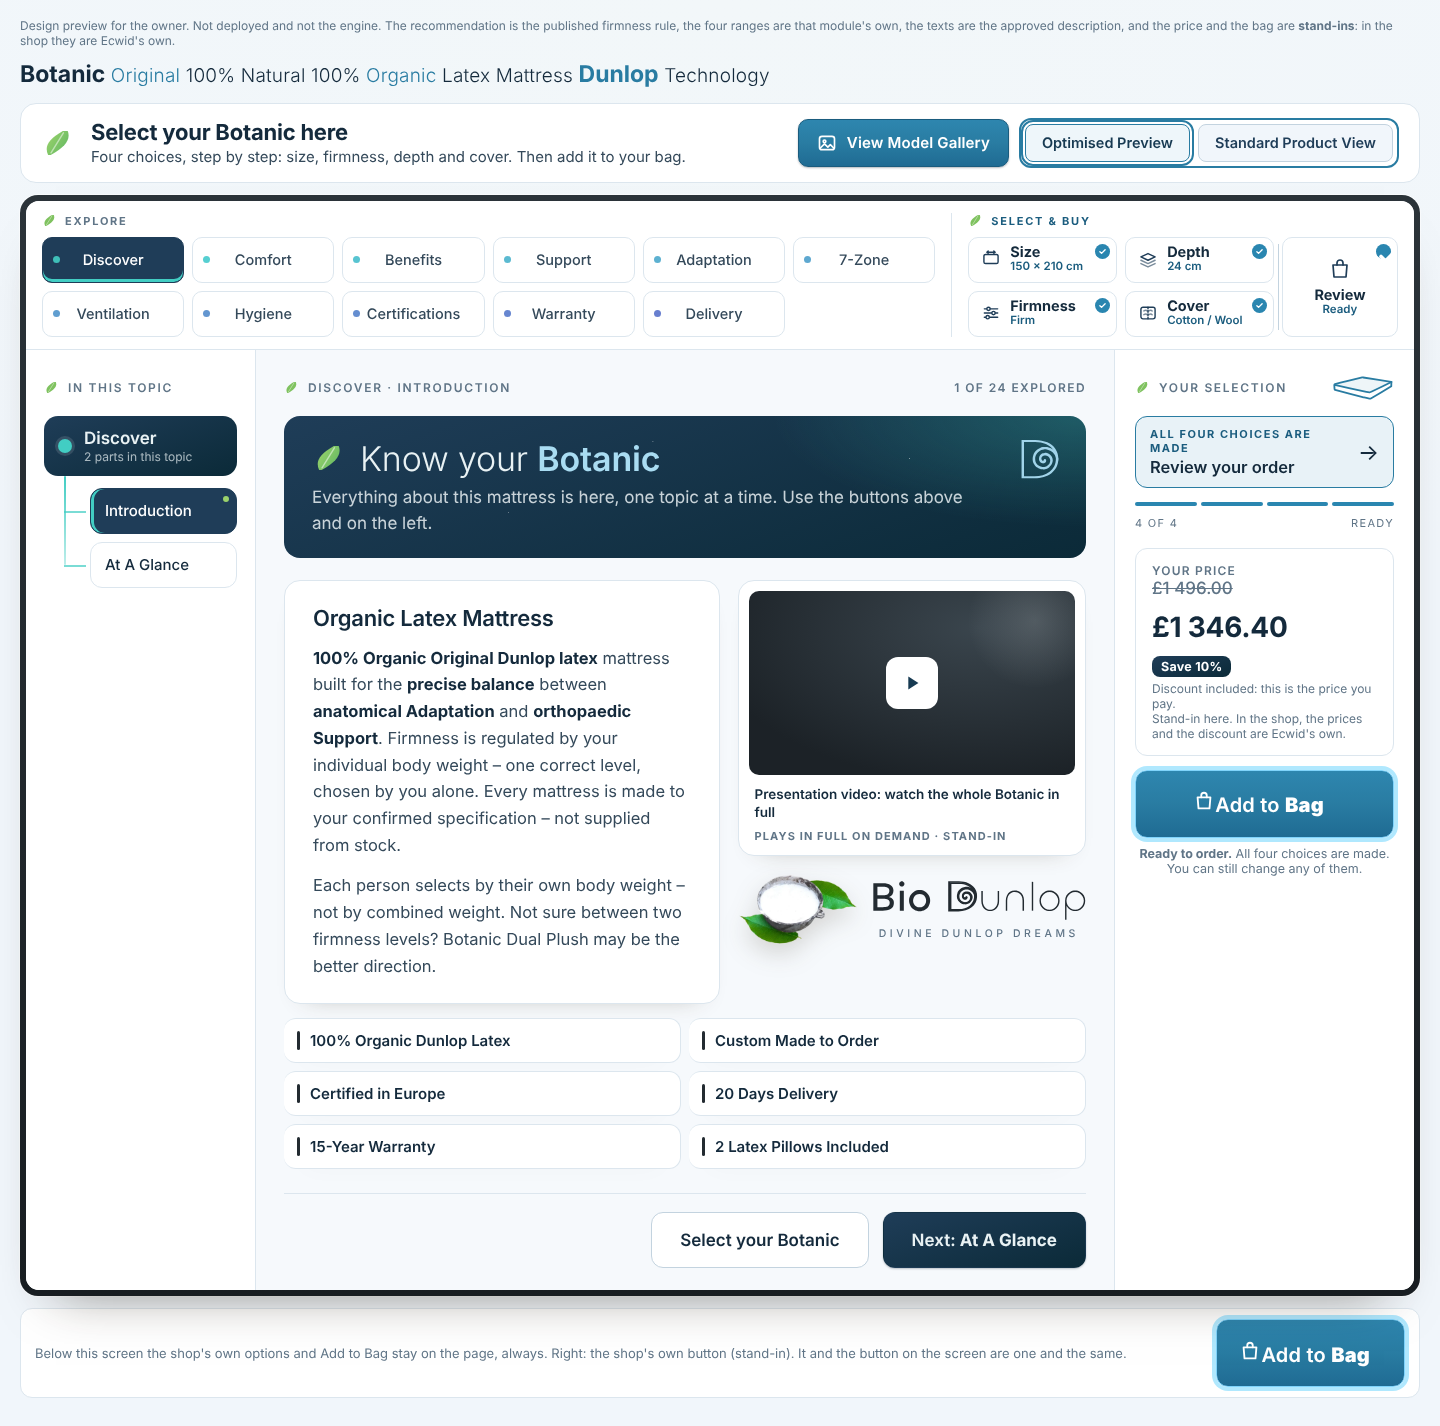 Design preview for the owner. Not deployed and not the engine. The recommendation is the published firmness rule, the four ranges are that module's own, the texts are the approved description, and the price and the bag are stand-ins: in the
shop they are Ecwid's own.
Botanic Original 100% Natural 100% Organic Latex Mattress Dunlop Technology
Select your Botanic here
Four choices, step by step: size, firmness, depth and cover. Then add it to your bag.
View Model Gallery
Optimised Preview
Standard Product View
EXPLORE
Discover
Comfort
Benefits
Support
Adaptation
7-Zone
Ventilation
Hygiene
Certifications
Warranty
Delivery
SELECT & BUY
Size
150 × 210 cm
Depth
24 cm
Firmness
Firm
Cover
Cotton / Wool
Review
Ready
IN THIS TOPIC
Discover
2 parts in this topic
Introduction
At A Glance
DISCOVER · INTRODUCTION
1 OF 24 EXPLORED
Know your Botanic
Everything about this mattress is here, one topic at a time. Use the buttons above
and on the left.
Organic Latex Mattress
100% Organic Original Dunlop latex mattress
built for the precise balance between
anatomical Adaptation and orthopaedic
Support. Firmness is regulated by your
individual body weight – one correct level,
chosen by you alone. Every mattress is made to
your confirmed specification – not supplied
from stock.
Each person selects by their own body weight –
not by combined weight. Not sure between two
firmness levels? Botanic Dual Plush may be the
better direction.
Presentation video: watch the whole Botanic in
full
PLAYS IN FULL ON DEMAND · STAND-IN
Bio Dunlop
DIVINE DUNLOP DREAMS
100% Organic Dunlop Latex
Custom Made to Order
Certified in Europe
20 Days Delivery
15-Year Warranty
2 Latex Pillows Included
Select your Botanic
Next: At A Glance
YOUR SELECTION
ALL FOUR CHOICES ARE
MADE
Review your order
4 OF 4
READY
YOUR PRICE
£1 496.00
£1 346.40
Save 10%
Discount included: this is the price you
pay.
Stand-in here. In the shop, the prices
and the discount are Ecwid's own.
Add to Bag
Ready to order. All four choices are made.
You can still change any of them.
Below this screen the shop's own options and Add to Bag stay on the page, always. Right: the shop's own button (stand-in). It and the button on the screen are one and the same.
Add to Bag